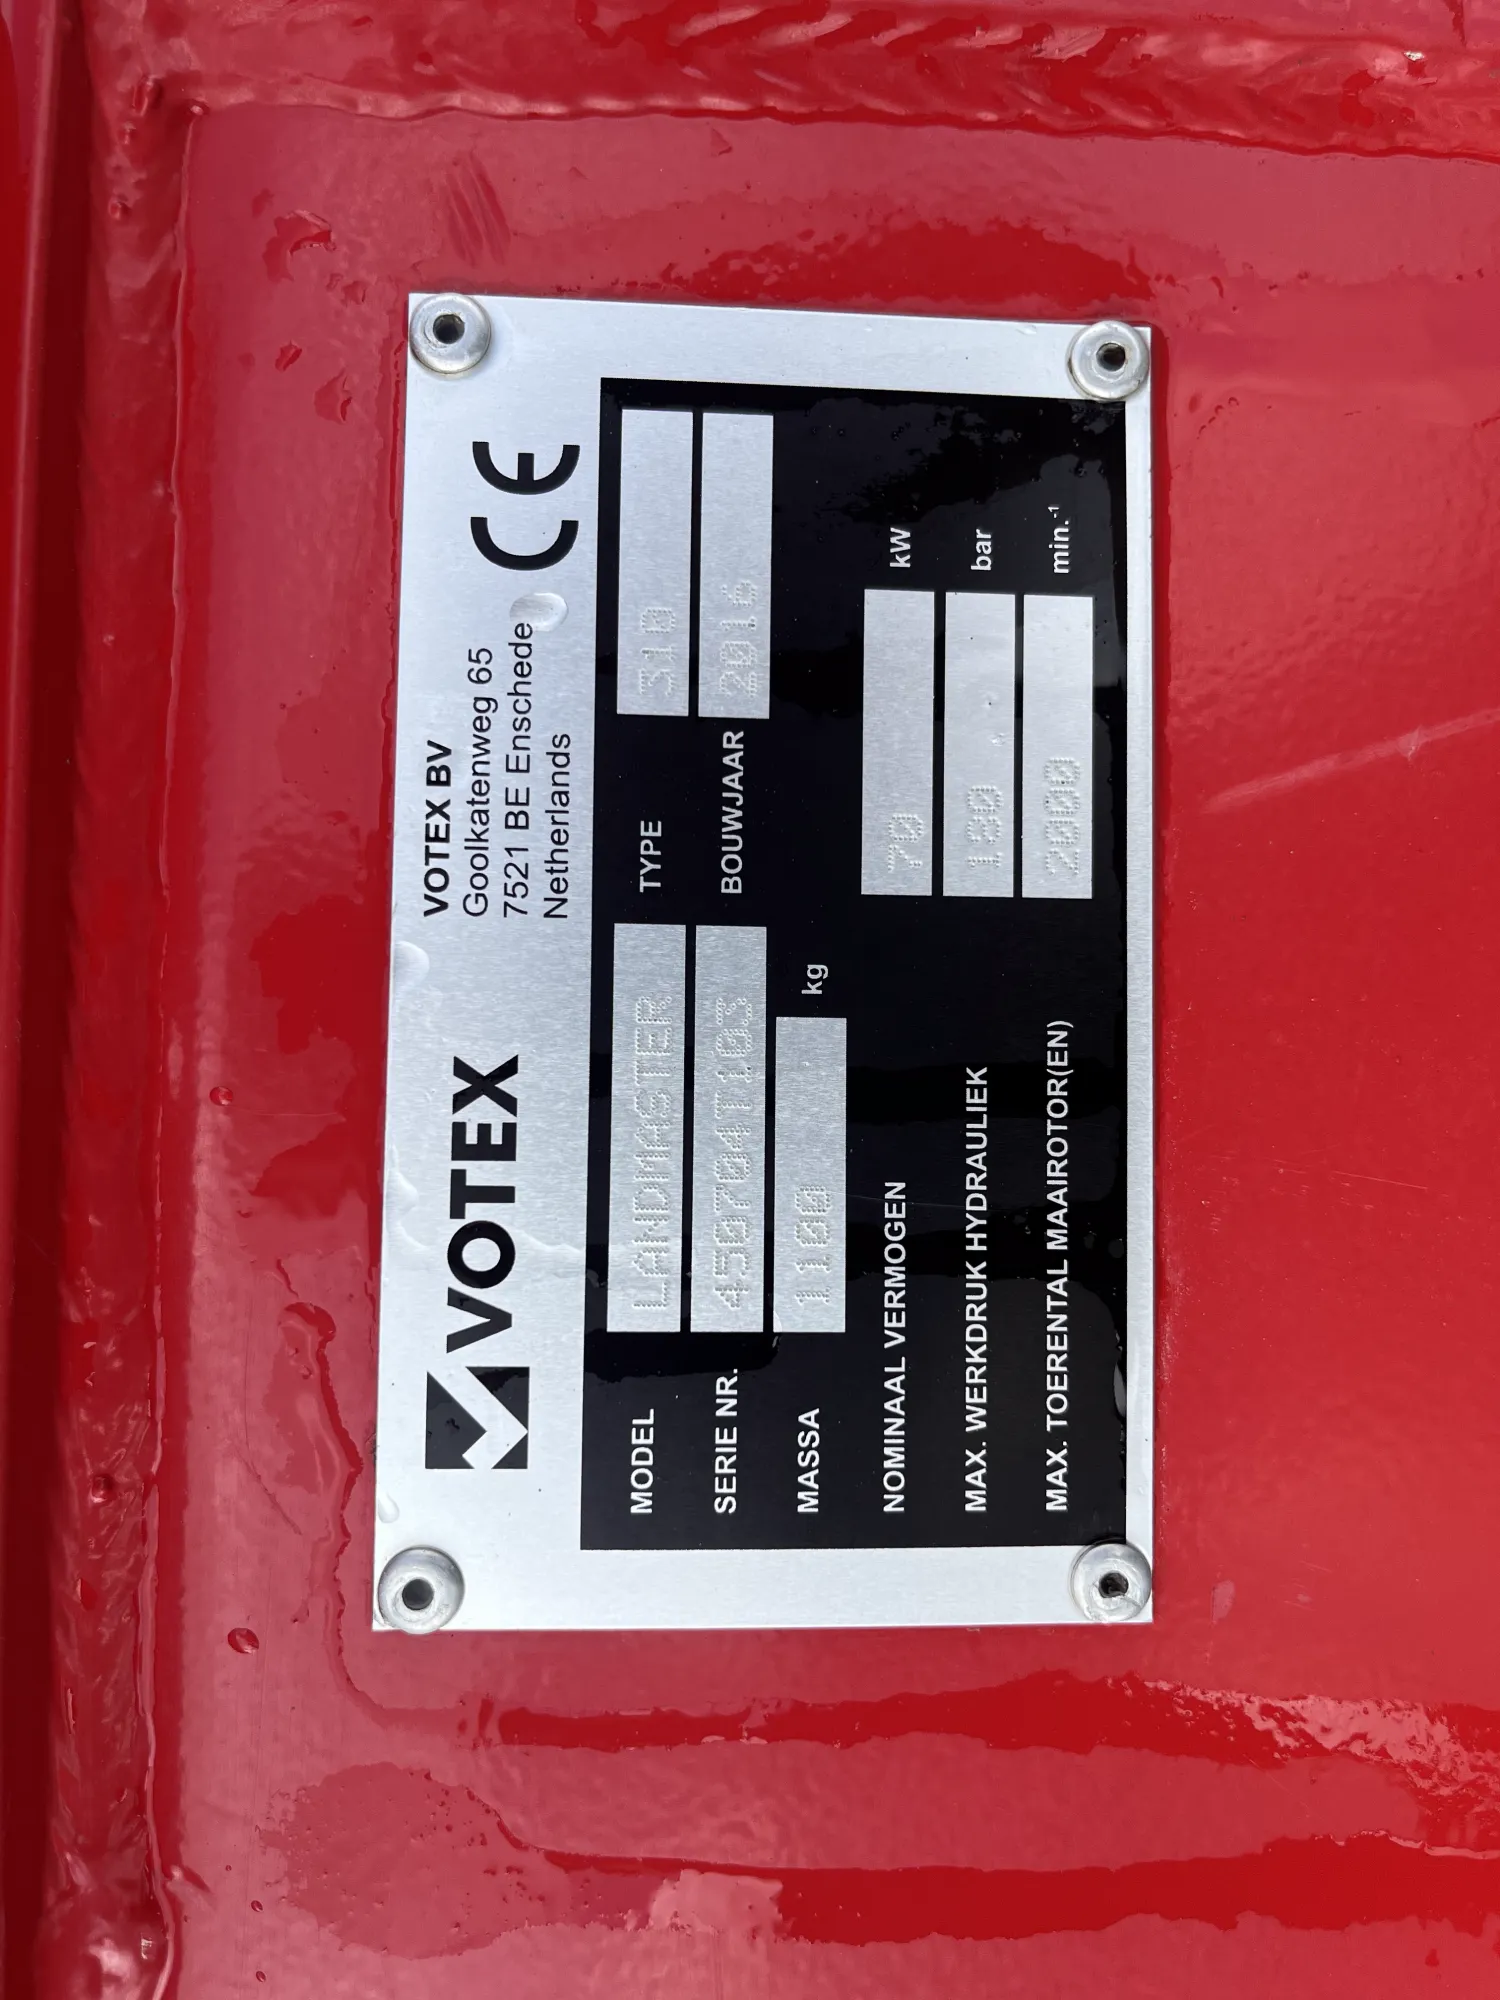 VOTEX
VOTEX BV
Goolkatenweg 65
7521 BE Enschede
Netherlands
CE
MODEL LANDMASTER TYPE 310
SERIE NR. 450704T103 BOUWJAAR 2016
MASSA 1100 kg
NOMINAAL VERMOGEN 70 kW
MAX. WERKDRUK HYDRAULIEK 180 bar
MAX. TOERENTAL MAAIROTOR(EN) 2000 min.⁻¹